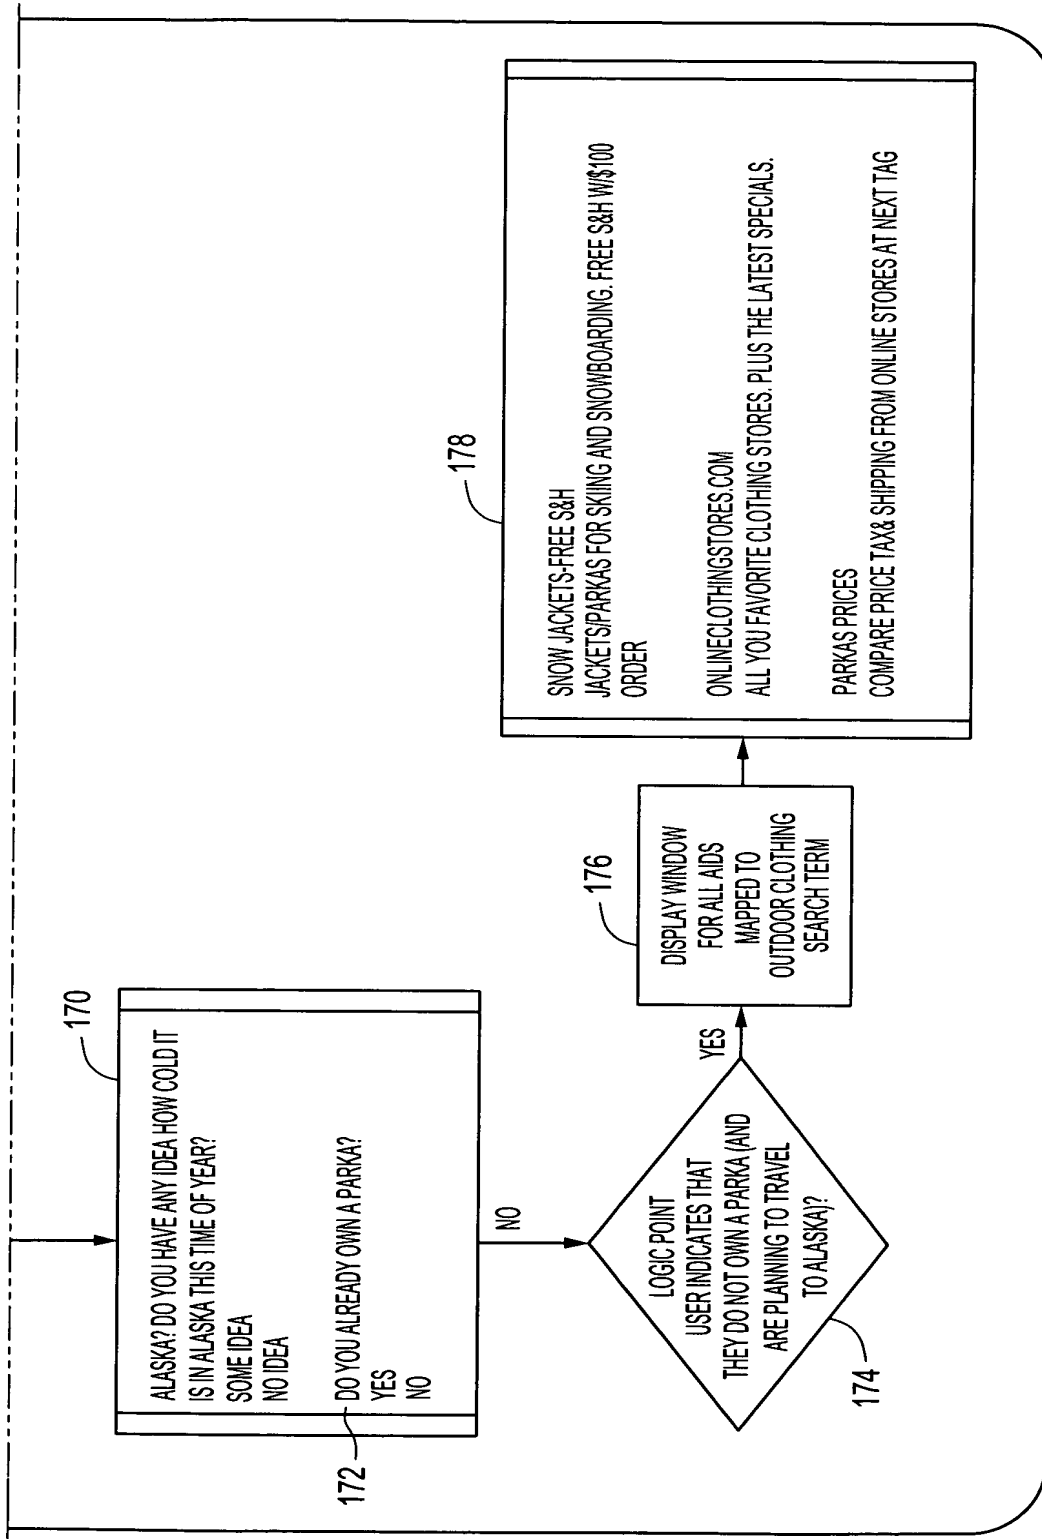 170
ALASKA? DO YOU HAVE ANY IDEA HOW COLD IT
IS IN ALASKA THIS TIME OF YEAR?
SOME IDEA
NO IDEA
172
DO YOU ALREADY OWN A PARKA?
YES
NO
NO
LOGIC POINT
USER INDICATES THAT
THEY DO NOT OWN A PARKA (AND
ARE PLANNING TO TRAVEL
TO ALASKA)?
174
YES
176
DISPLAY WINDOW
FOR ALL AIDS
MAPPED TO
OUTDOOR CLOTHING
SEARCH TERM
178
SNOW JACKETS-FREE S&H
JACKETS/PARKAS FOR SKIING AND SNOWBOARDING. FREE S&H W/$100
ORDER
ONLINECLOTHINGSTORES.COM
ALL YOU FAVORITE CLOTHING STORES. PLUS THE LATEST SPECIALS.
PARKAS PRICES
COMPARE PRICE TAX& SHIPPING FROM ONLINE STORES AT NEXT TAG